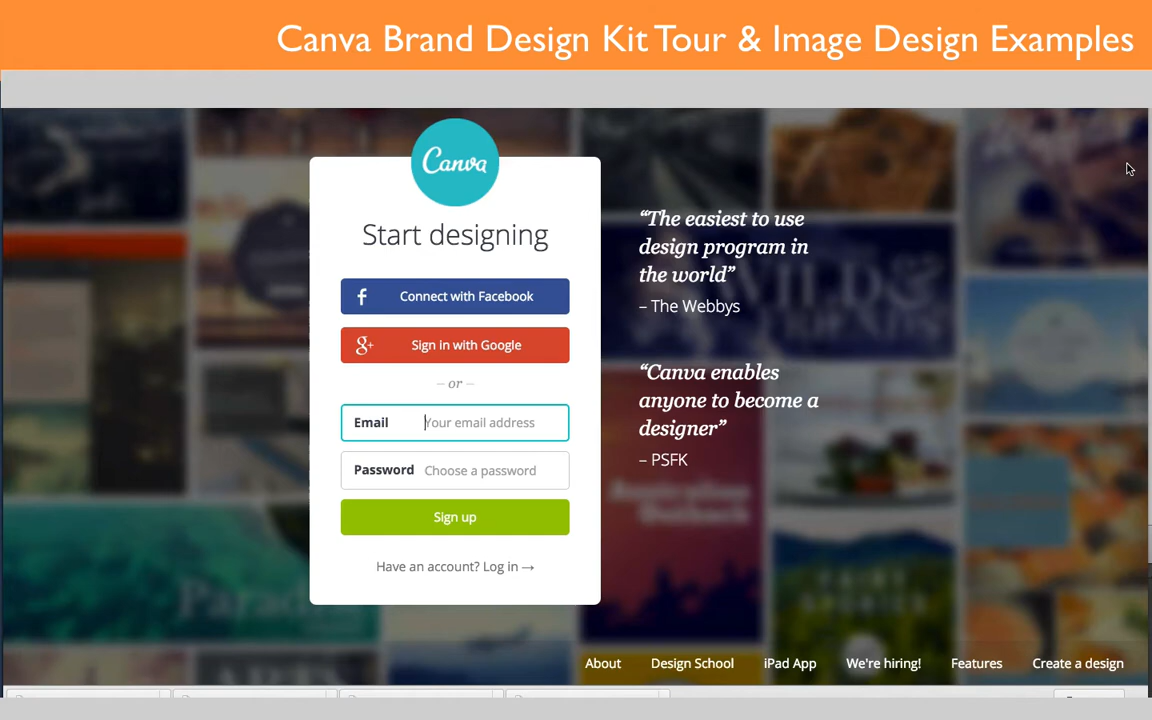 Canva Brand Design Kit Tour & Image Design Examples
Canva
Start designing
f Connect with Facebook
g+ Sign in with Google
– or –
Email Your email address
Password Choose a password
Sign up
Have an account? Log in →
“The easiest to use
design program in
the world”
– The Webbys
“Canva enables
anyone to become a
designer”
– PSFK
WILD &
Australian
Outback
About Design School iPad App We're hiring! Features Create a design